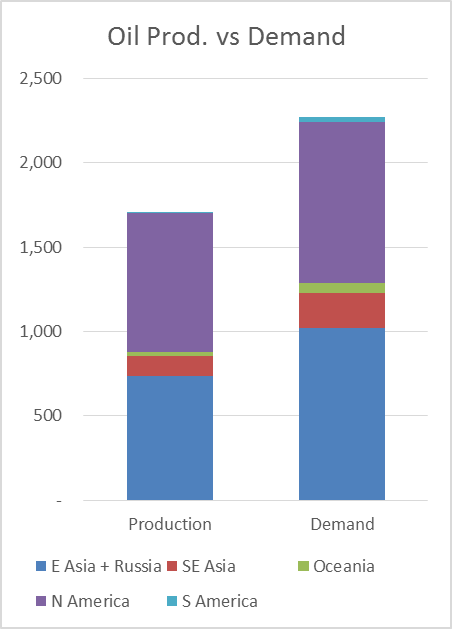 Oil Prod. vs Demand
2,500
2,000
1,500
1,000
500
-
Production Demand
E Asia + Russia SE Asia Oceania
N America S America